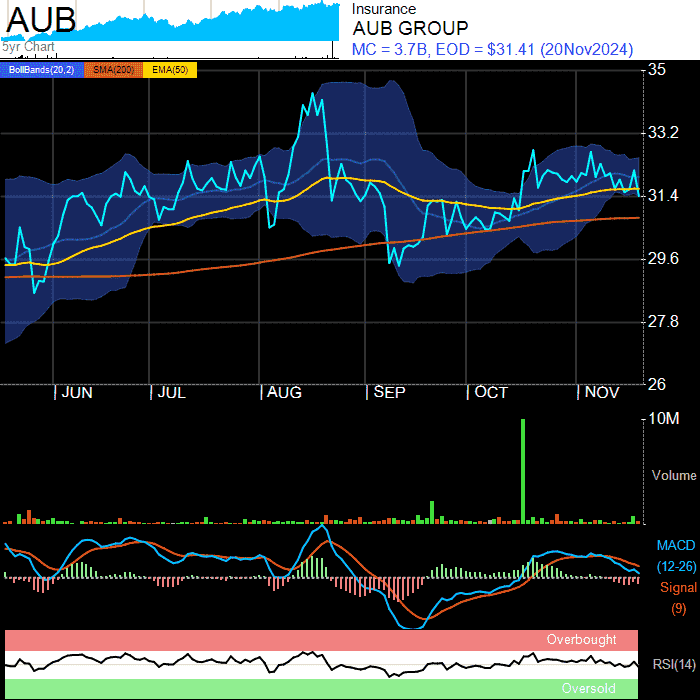 AUB
5yr Chart
Insurance
AUB GROUP
MC = 3.7B, EOD = $31.41 (20Nov2024)
BollBands(20,2) SMA(200) EMA(50)
35
33.2
31.4
29.6
27.8
26
JUN JUL AUG SEP OCT NOV
10M
Volume
MACD
(12-26)
Signal
(9)
Overbought
RSI(14)
Oversold